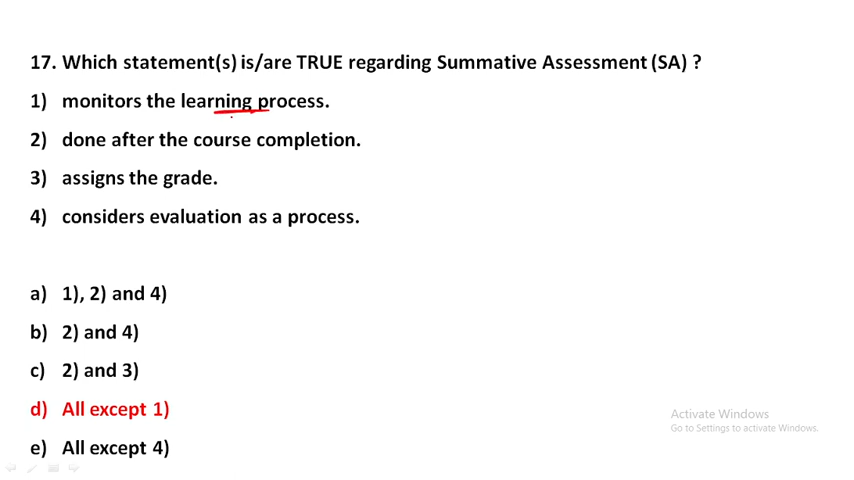 17. Which statement(s) is/are TRUE regarding Summative Assessment (SA) ?
1) monitors the learning process.
2) done after the course completion.
3) assigns the grade.
4) considers evaluation as a process.
a) 1), 2) and 4)
b) 2) and 4)
c) 2) and 3)
d) All except 1)
e) All except 4)
Activate Windows
Go to Settings to activate Windows.